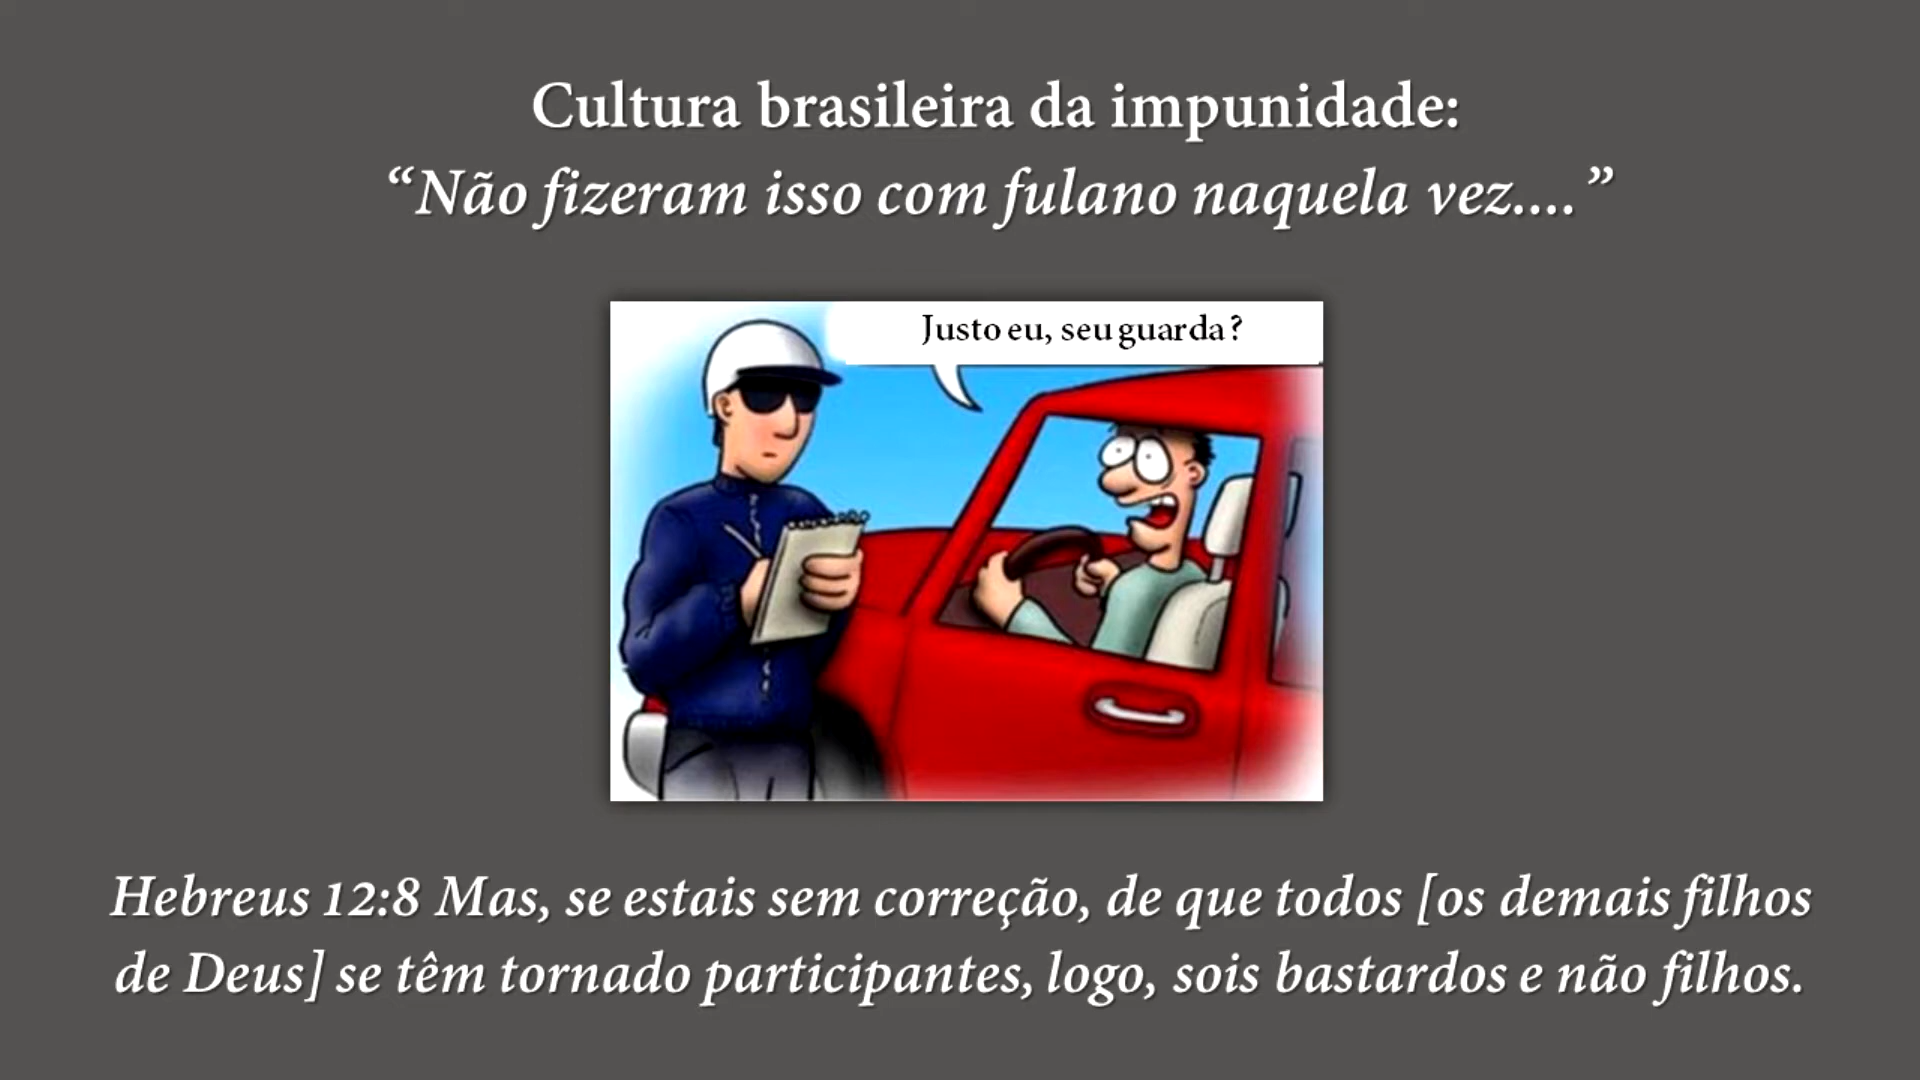 Cultura brasileira da impunidade:
“Não fizeram isso com fulano naquela vez....”
Justo eu, seu guarda?
Hebreus 12:8 Mas, se estais sem correção, de que todos [os demais filhos
de Deus] se têm tornado participantes, logo, sois bastardos e não filhos.